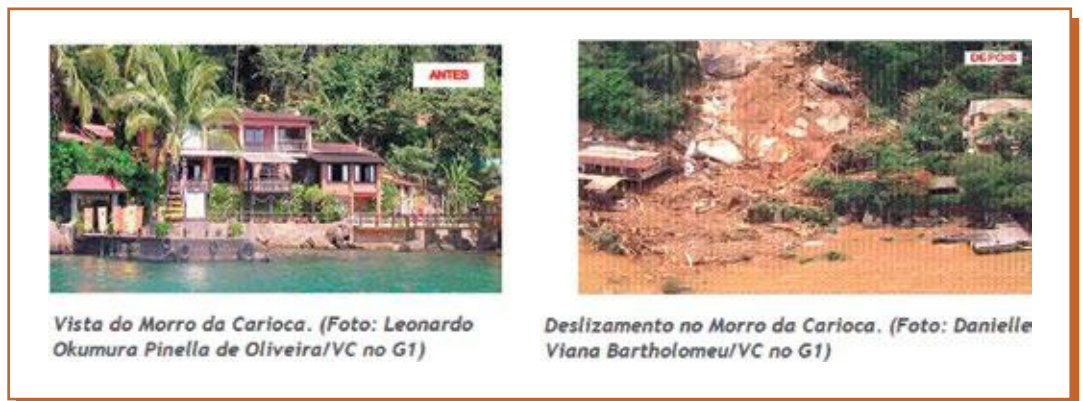 ANTES
DEPOIS
Vista do Morro da Carioca. (Foto: Leonardo
Okumura Pinella de Oliveira/VC no G1)
Deslizamento no Morro da Carioca. (Foto: Danielle
Viana Bartholomeu/VC no G1)